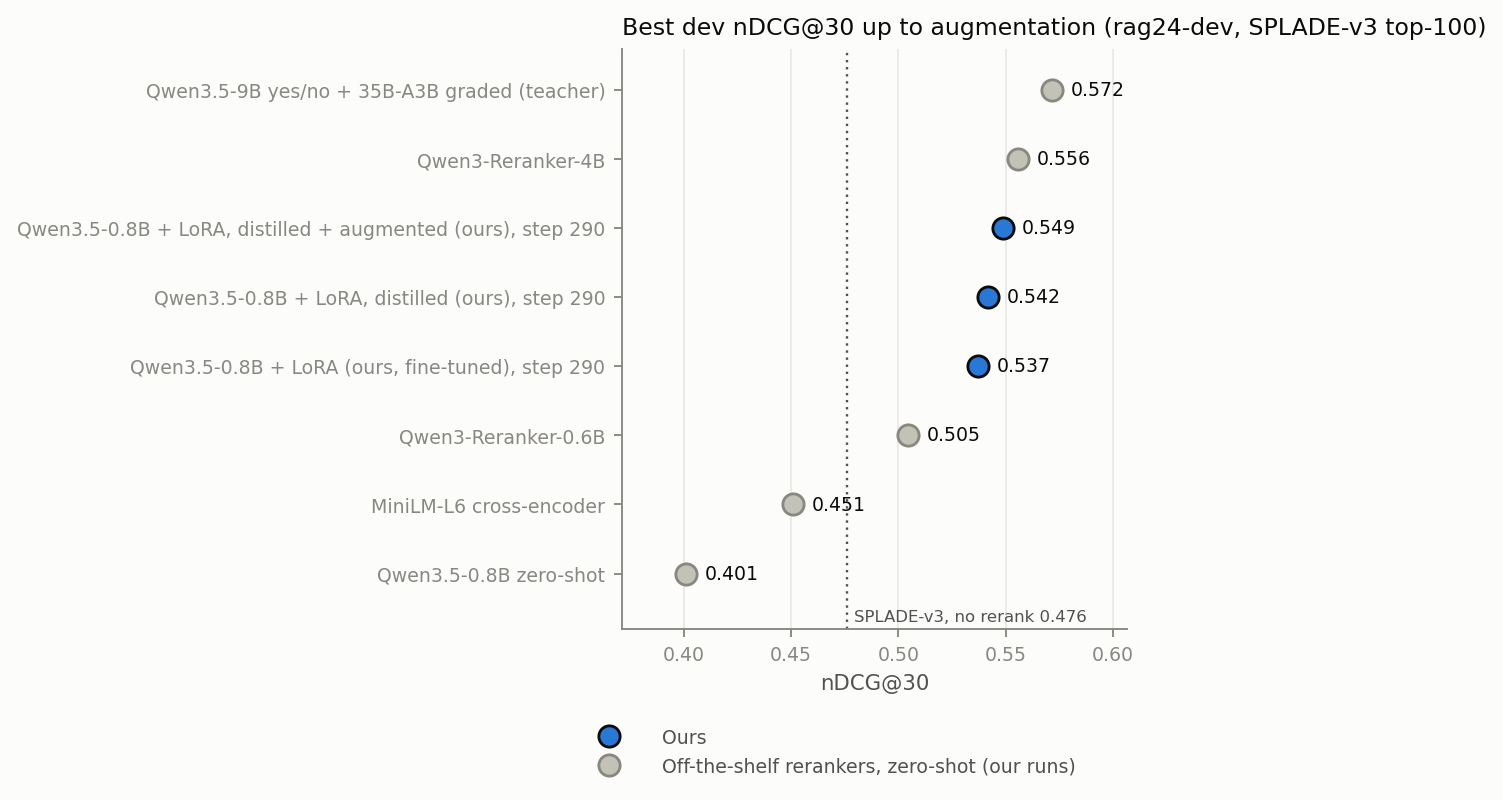 Best dev nDCG@30 up to augmentation (rag24-dev, SPLADE-v3 top-100)
Qwen3.5-9B yes/no + 35B-A3B graded (teacher) 0.572
Qwen3-Reranker-4B 0.556
Qwen3.5-0.8B + LoRA, distilled + augmented (ours), step 290 0.549
Qwen3.5-0.8B + LoRA, distilled (ours), step 290 0.542
Qwen3.5-0.8B + LoRA (ours, fine-tuned), step 290 0.537
Qwen3-Reranker-0.6B 0.505
MiniLM-L6 cross-encoder 0.451
Qwen3.5-0.8B zero-shot 0.401
SPLADE-v3, no rerank 0.476
0.40 0.45 0.50 0.55 0.60
nDCG@30
Ours
Off-the-shelf rerankers, zero-shot (our runs)